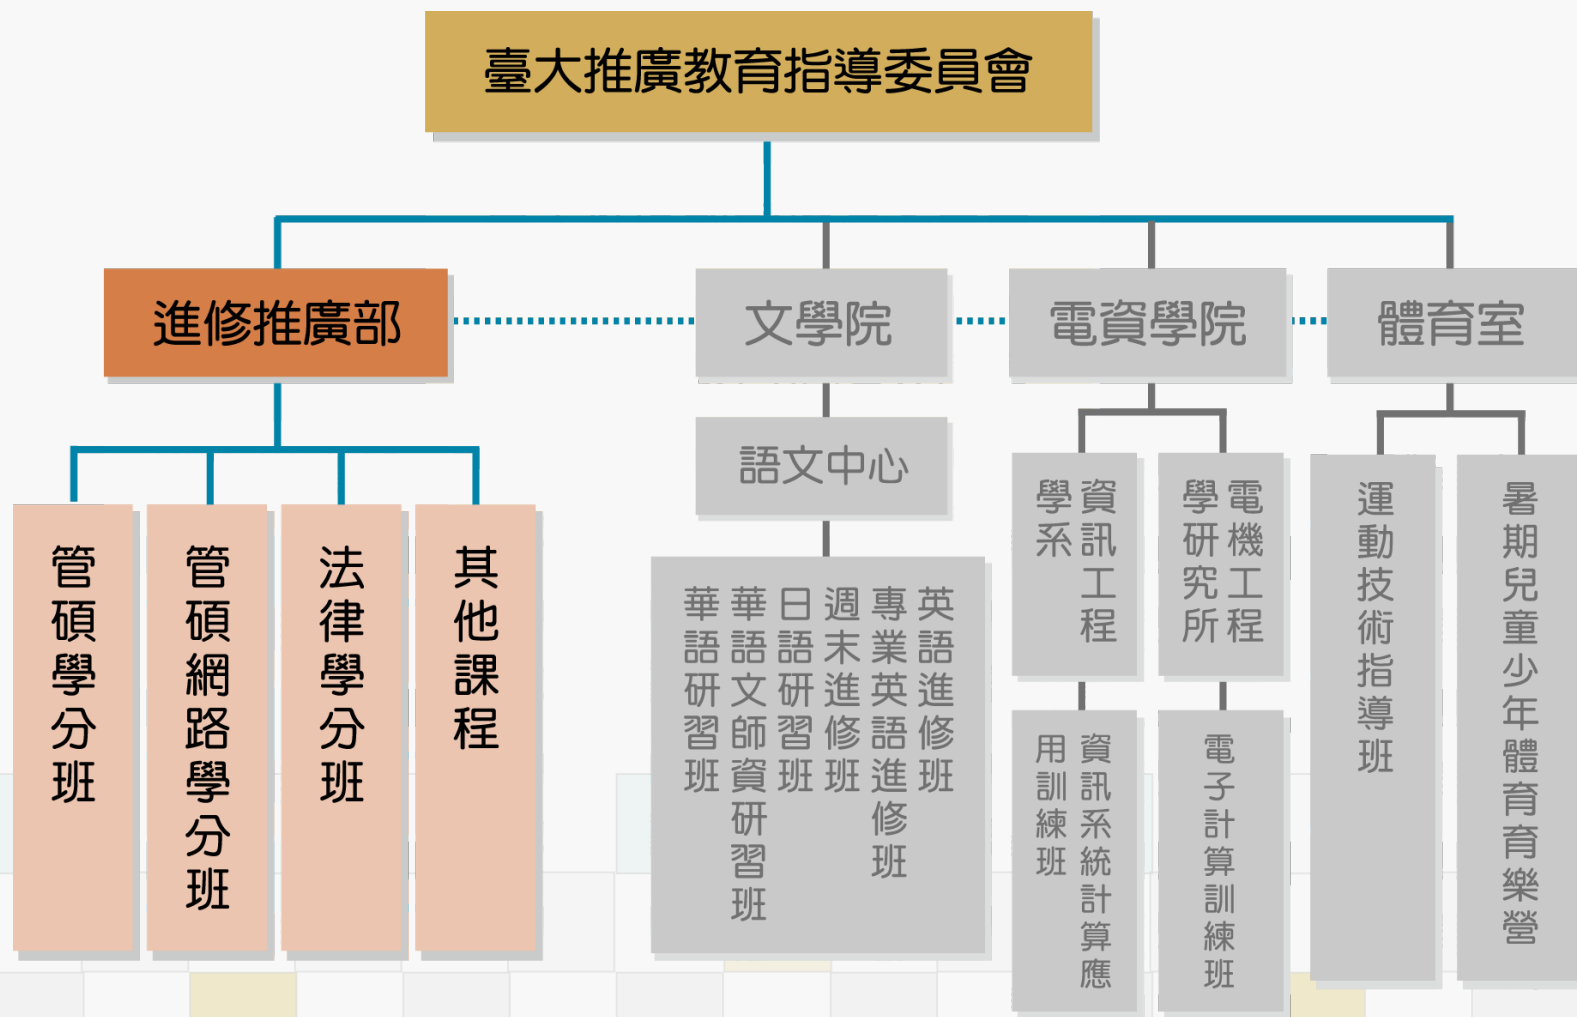 臺大推廣教育指導委員會
進修推廣部
文學院
電資學院
體育室
管碩學分班
管碩網路學分班
法律學分班
其他課程
語文中心
英語進修班
專業英語進修班
週末進修班
日語研習班
華語文師資研習班
華語研習班
資訊工程
學系
電機工程
學研究所
資訊系統計算應
用訓練班
電子計算訓練班
運動技術指導班
暑期兒童少年體育育樂營